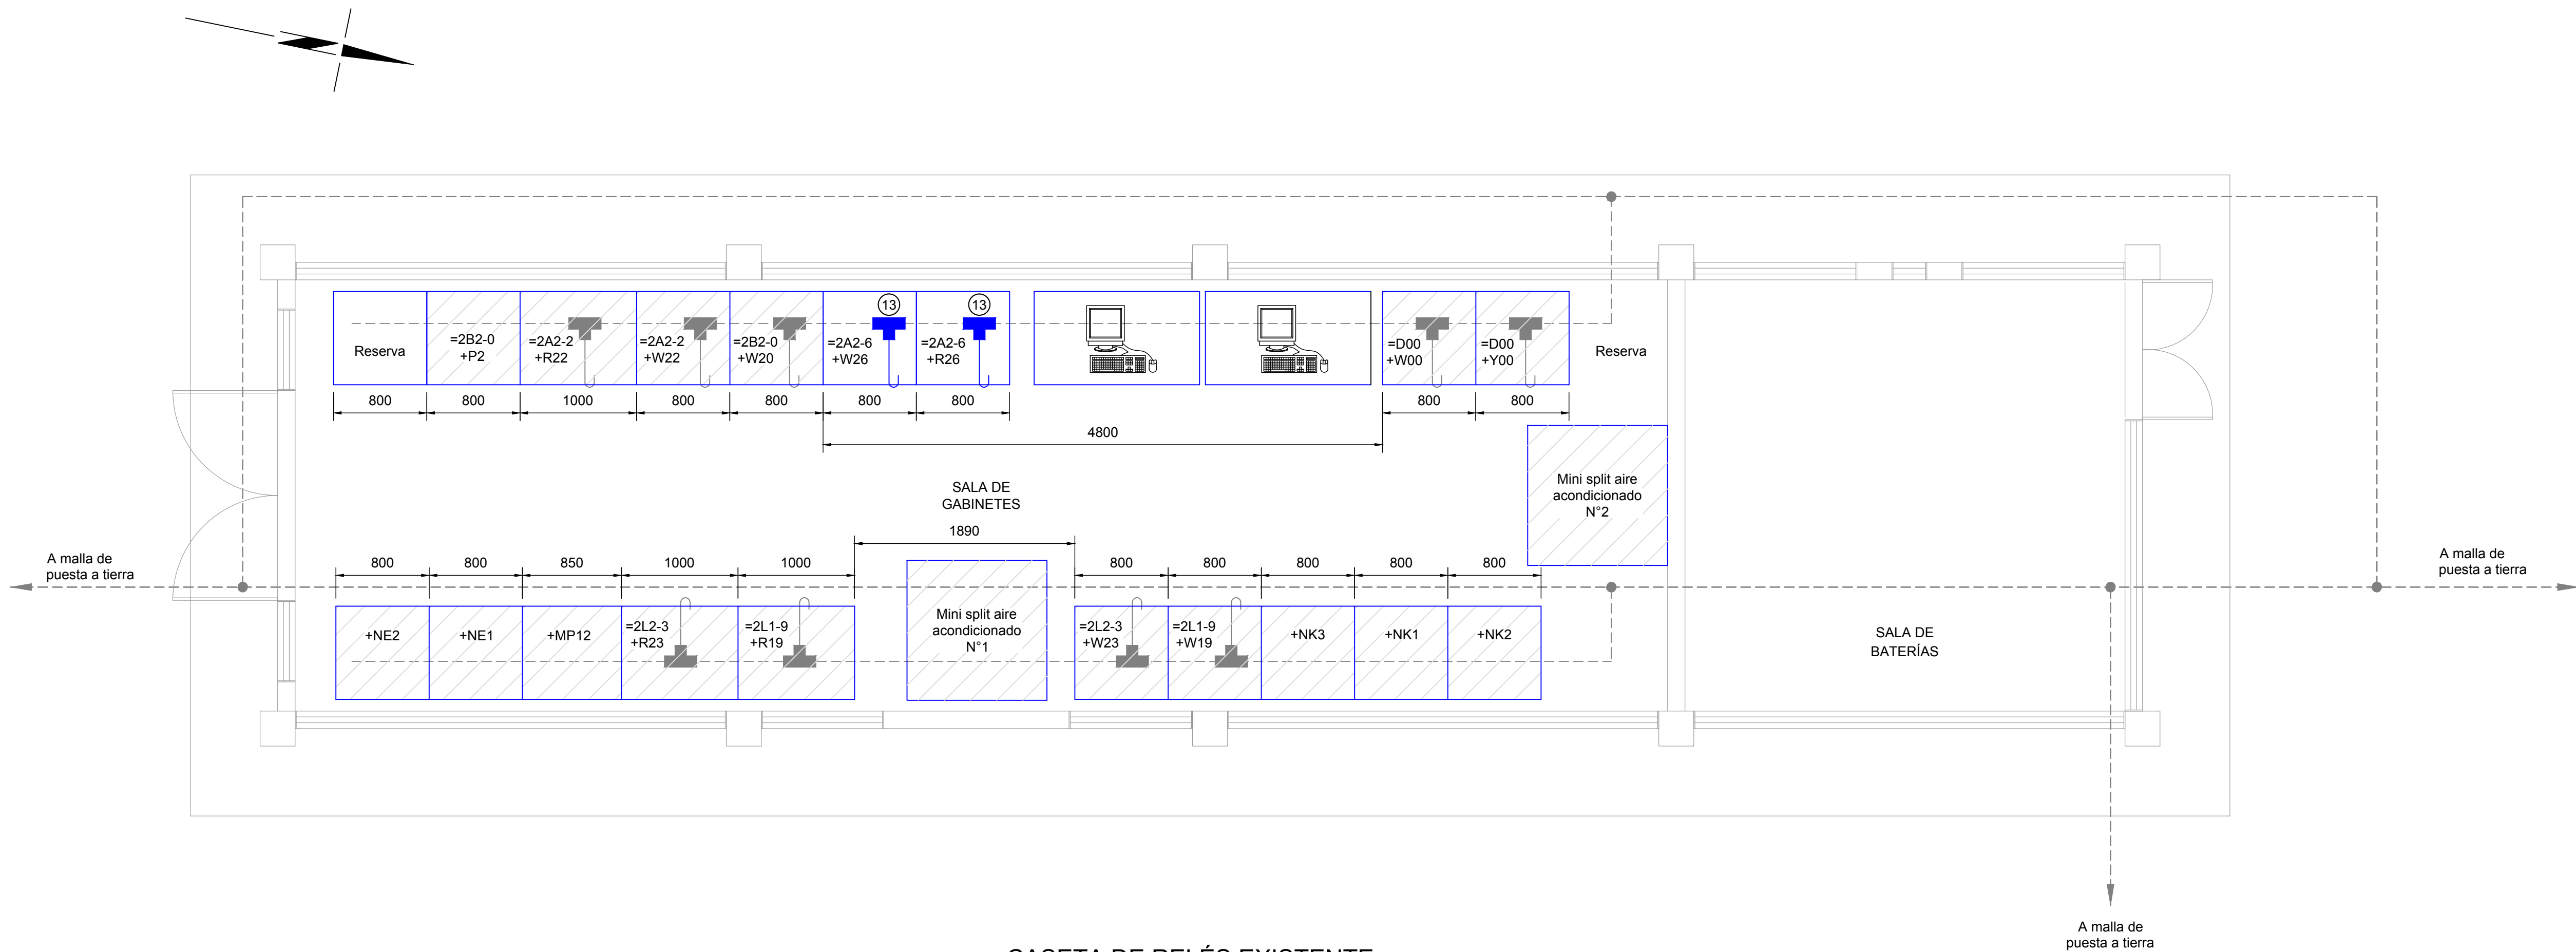 13
13
Reserva
=2B2-0
+P2
=2A2-2
+R22
=2A2-2
+W22
=2B2-0
+W20
=2A2-6
+W26
=2A2-6
+R26
=D00
+W00
=D00
+Y00
Reserva
800
800
1000
800
800
800
800
800
800
4800
Mini split aire
acondicionado
N°2
SALA DE
GABINETES
1890
A malla de
puesta a tierra
800
800
850
1000
1000
800
800
800
800
800
A malla de
puesta a tierra
+NE2
+NE1
+MP12
=2L2-3
+R23
=2L1-9
+R19
Mini split aire
acondicionado
N°1
=2L2-3
+W23
=2L1-9
+W19
+NK3
+NK1
+NK2
SALA DE
BATERÍAS
A malla de
puesta a tierra
CASETA DE RELÉS EXISTENTE